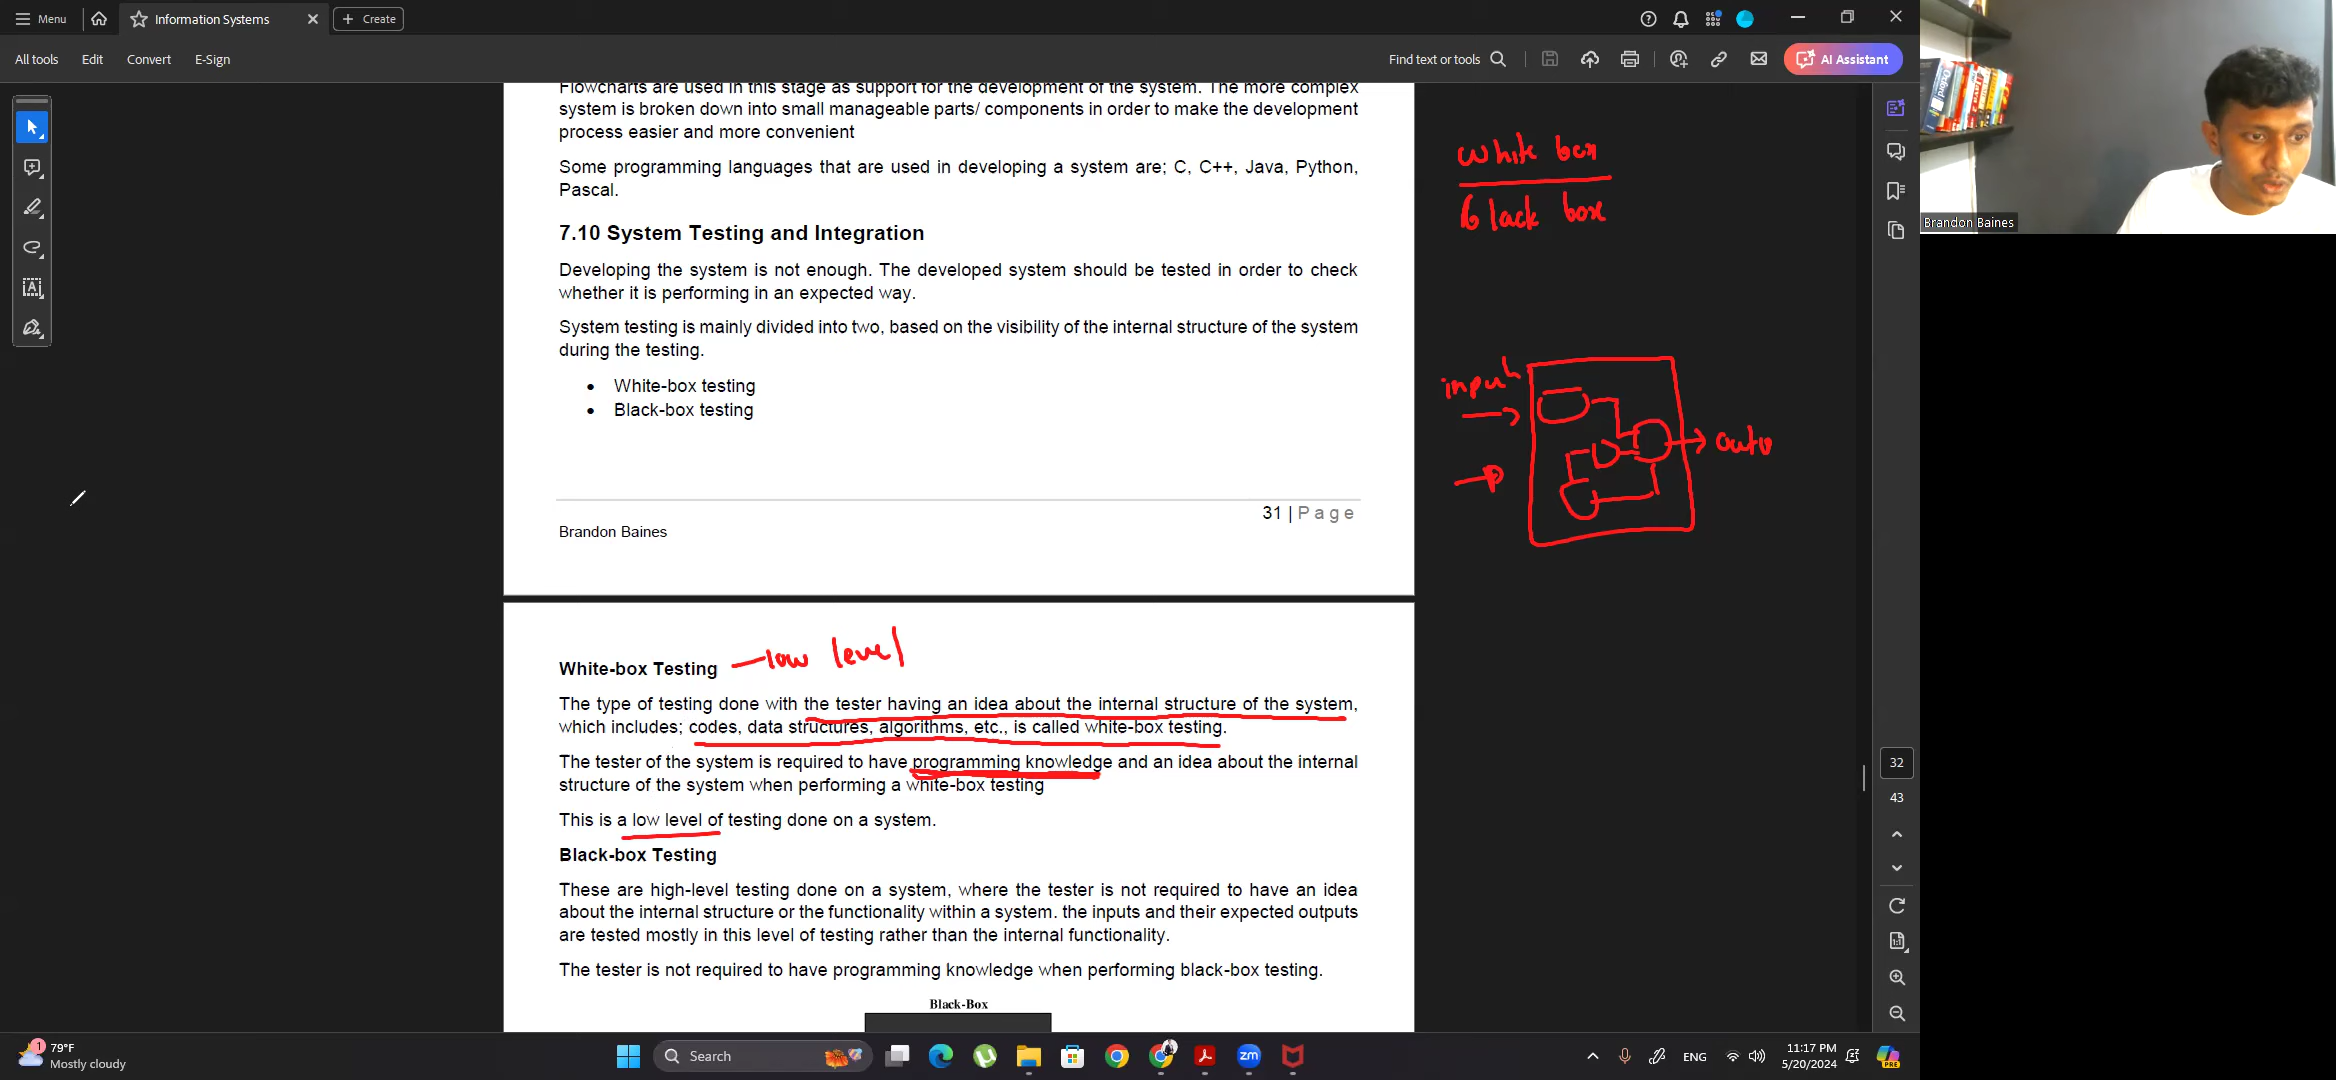 Menu
Information Systems
Create
All tools
Edit
Convert
E-Sign
Find text or tools
AI Assistant
Flowcharts are used in this stage as support for the development of the system. The more complex
system is broken down into small manageable parts/ components in order to make the development
process easier and more convenient
Some programming languages that are used in developing a system are; C, C++, Java, Python,
Pascal.
7.10 System Testing and Integration
Developing the system is not enough. The developed system should be tested in order to check
whether it is performing in an expected way.
System testing is mainly divided into two, based on the visibility of the internal structure of the system
during the testing.
• White-box testing
• Black-box testing
31 | Page
Brandon Baines
white box
black box
input
outp
White-box Testing
low level
The type of testing done with the tester having an idea about the internal structure of the system,
which includes; codes, data structures, algorithms, etc., is called white-box testing.
The tester of the system is required to have programming knowledge and an idea about the internal
structure of the system when performing a white-box testing
This is a low level of testing done on a system.
Black-box Testing
These are high-level testing done on a system, where the tester is not required to have an idea
about the internal structure or the functionality within a system. the inputs and their expected outputs
are tested mostly in this level of testing rather than the internal functionality.
The tester is not required to have programming knowledge when performing black-box testing.
Black-Box
32
43
Brandon Baines
1
79°F
Mostly cloudy
Search
zm
ENG
11:17 PM
5/20/2024
PRE